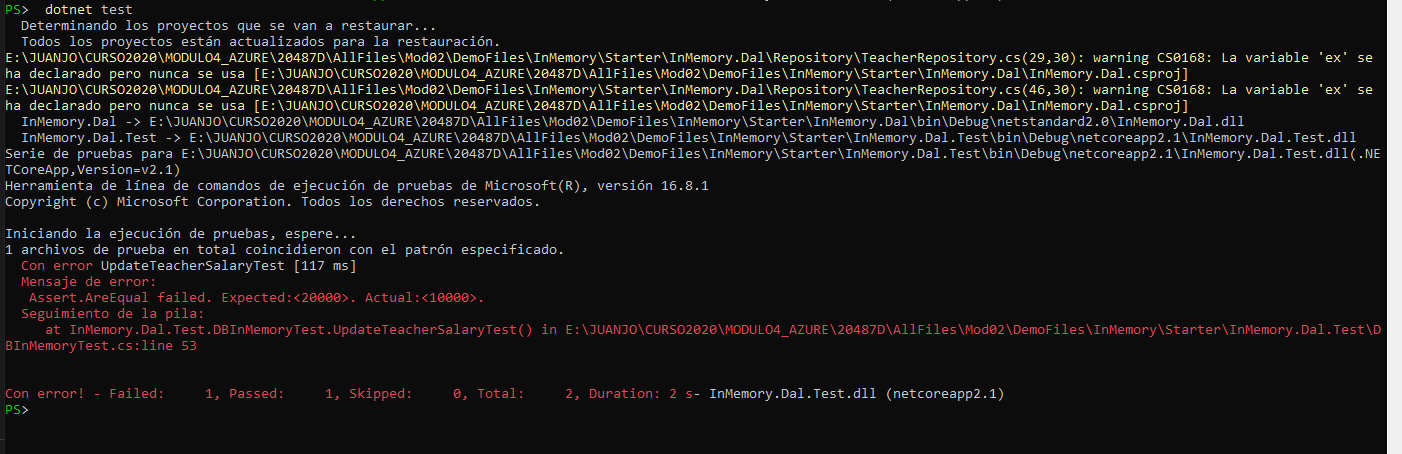 PS>  dotnet test
  Determinando los proyectos que se van a restaurar...
  Todos los proyectos están actualizados para la restauración.
E:\JUANJO\CURSO2020\MODULO4_AZURE\20487D\AllFiles\Mod02\DemoFiles\InMemory\Starter\InMemory.Dal\Repository\TeacherRepository.cs(29,30): warning CS0168: La variable 'ex' se
ha declarado pero nunca se usa [E:\JUANJO\CURSO2020\MODULO4_AZURE\20487D\AllFiles\Mod02\DemoFiles\InMemory\Starter\InMemory.Dal\InMemory.Dal.csproj]
E:\JUANJO\CURSO2020\MODULO4_AZURE\20487D\AllFiles\Mod02\DemoFiles\InMemory\Starter\InMemory.Dal\Repository\TeacherRepository.cs(46,30): warning CS0168: La variable 'ex' se
ha declarado pero nunca se usa [E:\JUANJO\CURSO2020\MODULO4_AZURE\20487D\AllFiles\Mod02\DemoFiles\InMemory\Starter\InMemory.Dal\InMemory.Dal.csproj]
  InMemory.Dal -> E:\JUANJO\CURSO2020\MODULO4_AZURE\20487D\AllFiles\Mod02\DemoFiles\InMemory\Starter\InMemory.Dal\bin\Debug\netstandard2.0\InMemory.Dal.dll
  InMemory.Dal.Test -> E:\JUANJO\CURSO2020\MODULO4_AZURE\20487D\AllFiles\Mod02\DemoFiles\InMemory\Starter\InMemory.Dal.Test\bin\Debug\netcoreapp2.1\InMemory.Dal.Test.dll
Serie de pruebas para E:\JUANJO\CURSO2020\MODULO4_AZURE\20487D\AllFiles\Mod02\DemoFiles\InMemory\Starter\InMemory.Dal.Test\bin\Debug\netcoreapp2.1\InMemory.Dal.Test.dll(.NE
TCoreApp,Version=v2.1)
Herramienta de línea de comandos de ejecución de pruebas de Microsoft(R), versión 16.8.1
Copyright (c) Microsoft Corporation. Todos los derechos reservados.

Iniciando la ejecución de pruebas, espere...
1 archivos de prueba en total coincidieron con el patrón especificado.
  Con error UpdateTeacherSalaryTest [117 ms]
  Mensaje de error:
   Assert.AreEqual failed. Expected:<20000>. Actual:<10000>.
  Seguimiento de la pila:
     at InMemory.Dal.Test.DBInMemoryTest.UpdateTeacherSalaryTest() in E:\JUANJO\CURSO2020\MODULO4_AZURE\20487D\AllFiles\Mod02\DemoFiles\InMemory\Starter\InMemory.Dal.Test\D
BInMemoryTest.cs:line 53

Con error! - Failed:     1, Passed:     1, Skipped:     0, Total:     2, Duration: 2 s- InMemory.Dal.Test.dll (netcoreapp2.1)
PS>